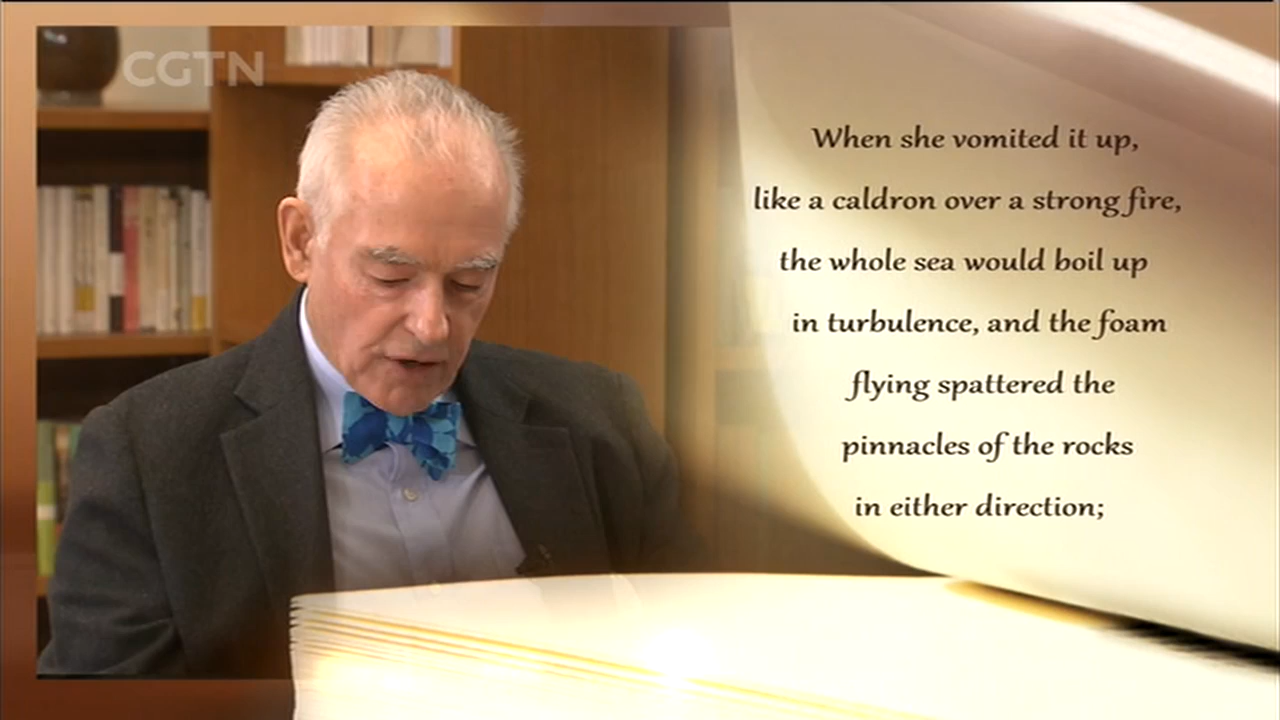 CGTN
When she vomited it up,
like a caldron over a strong fire,
the whole sea would boil up
in turbulence, and the foam
flying spattered the
pinnacles of the rocks
in either direction;